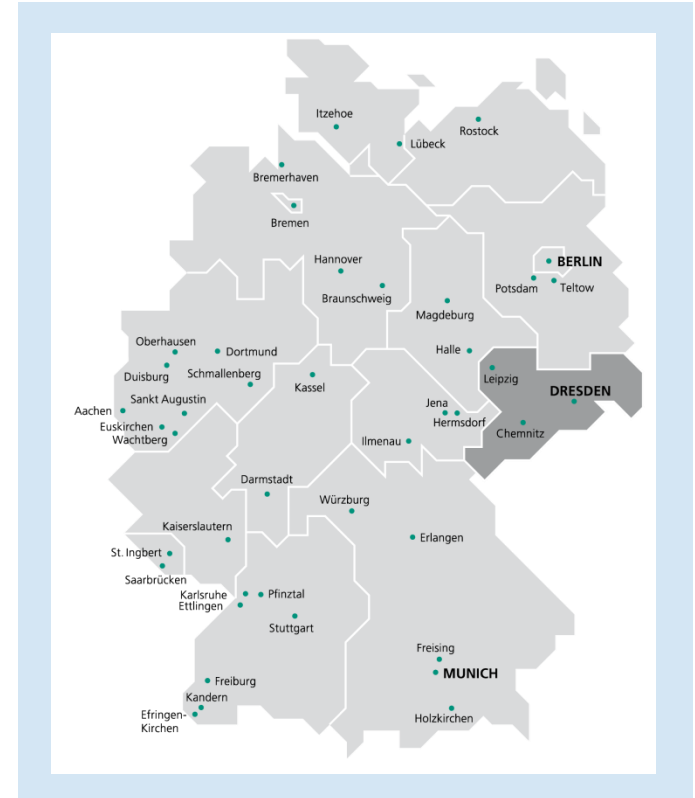 Itzehoe
Rostock
Lübeck
Bremerhaven
Bremen
Hannover
BERLIN
Potsdam
Teltow
Braunschweig
Magdeburg
Oberhausen
Dortmund
Halle
Duisburg
Schmallenberg
Kassel
Leipzig
DRESDEN
Sankt Augustin
Aachen
Jena
Euskirchen
Hermsdorf
Chemnitz
Wachtberg
Ilmenau
Darmstadt
Würzburg
Kaiserslautern
Erlangen
St. Ingbert
Saarbrücken
Karlsruhe
Pfinztal
Ettlingen
Stuttgart
Freising
MUNICH
Freiburg
Kandern
Efringen-
Kirchen
Holzkirchen